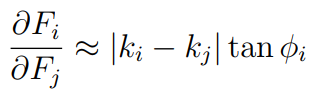 ∂F_i/∂F_j ≈ |k_i − k_j| tan ϕ_i